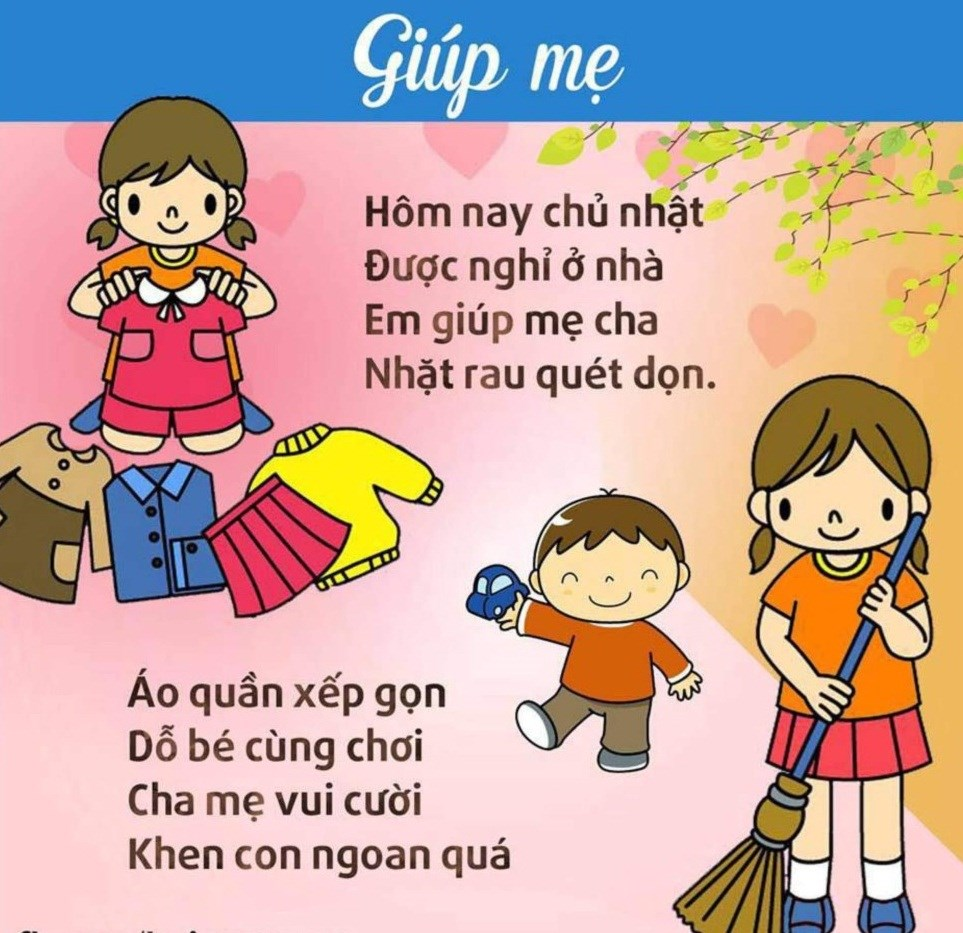 Giúp mẹ
Hôm nay chủ nhật
Được nghỉ ở nhà
Em giúp mẹ cha
Nhặt rau quét dọn.
Áo quần xếp gọn
Dỗ bé cùng chơi
Cha mẹ vui cười
Khen con ngoan quá